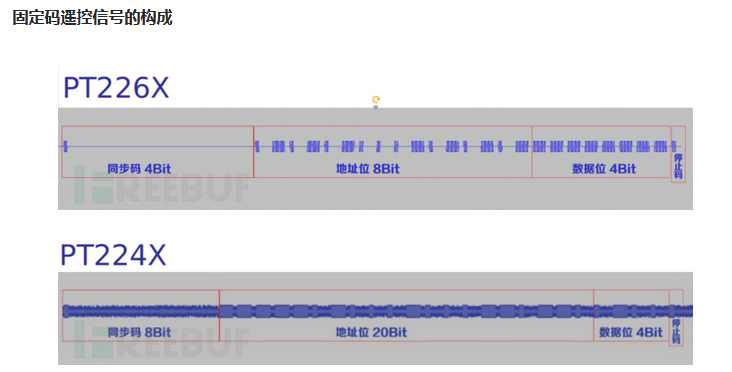 固定码遥控信号的构成
PT226X
同步码 4Bit
地址位 8Bit
数据位 4Bit
停止码
REEBUF
PT224X
同步码 8Bit
地址位 20Bit
数据位 4Bit
停止码
REEBUF